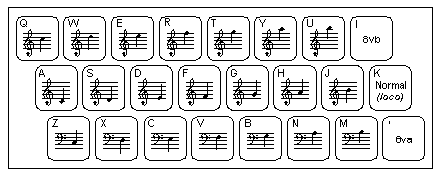 Q W E R T Y U I
8vb
A S D F G H J K
Normal
(loco)
Z X C V B N M ,
8va